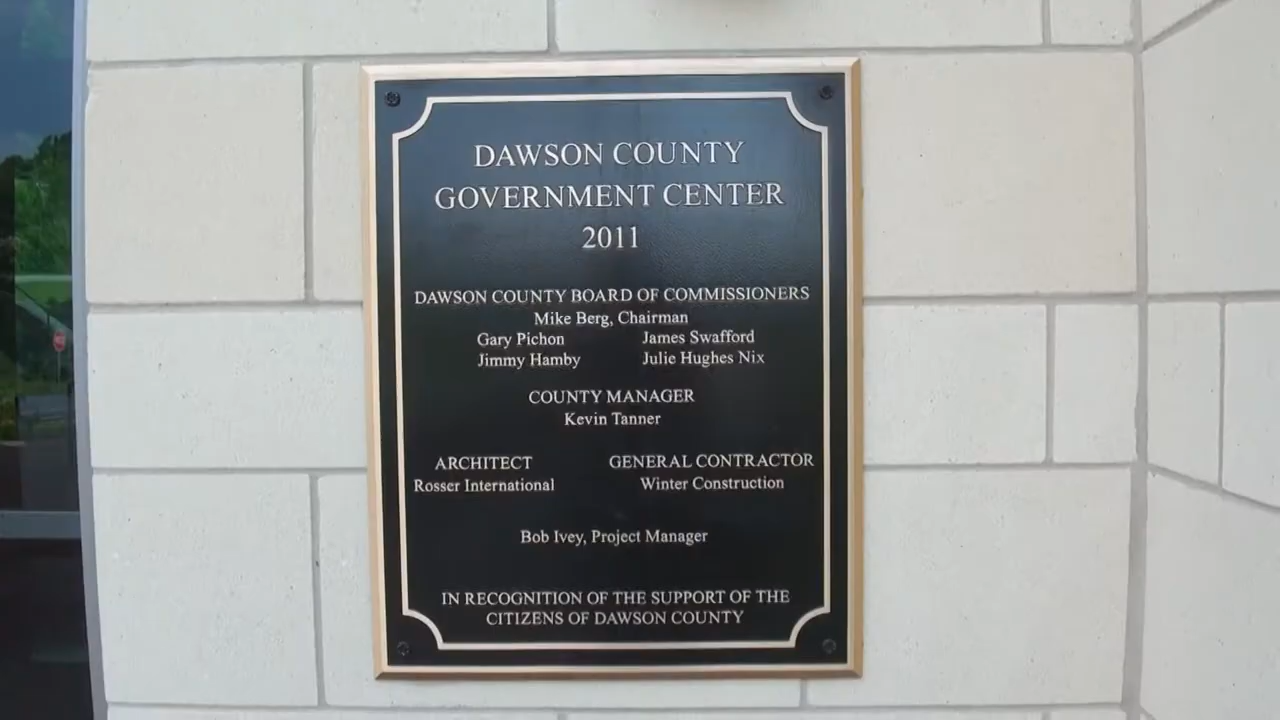 DAWSON COUNTY
GOVERNMENT CENTER
2011
DAWSON COUNTY BOARD OF COMMISSIONERS
Mike Berg, Chairman
Gary Pichon James Swafford
Jimmy Hamby Julie Hughes Nix
COUNTY MANAGER
Kevin Tanner
ARCHITECT GENERAL CONTRACTOR
Rosser International Winter Construction
Bob Ivey, Project Manager
IN RECOGNITION OF THE SUPPORT OF THE
CITIZENS OF DAWSON COUNTY